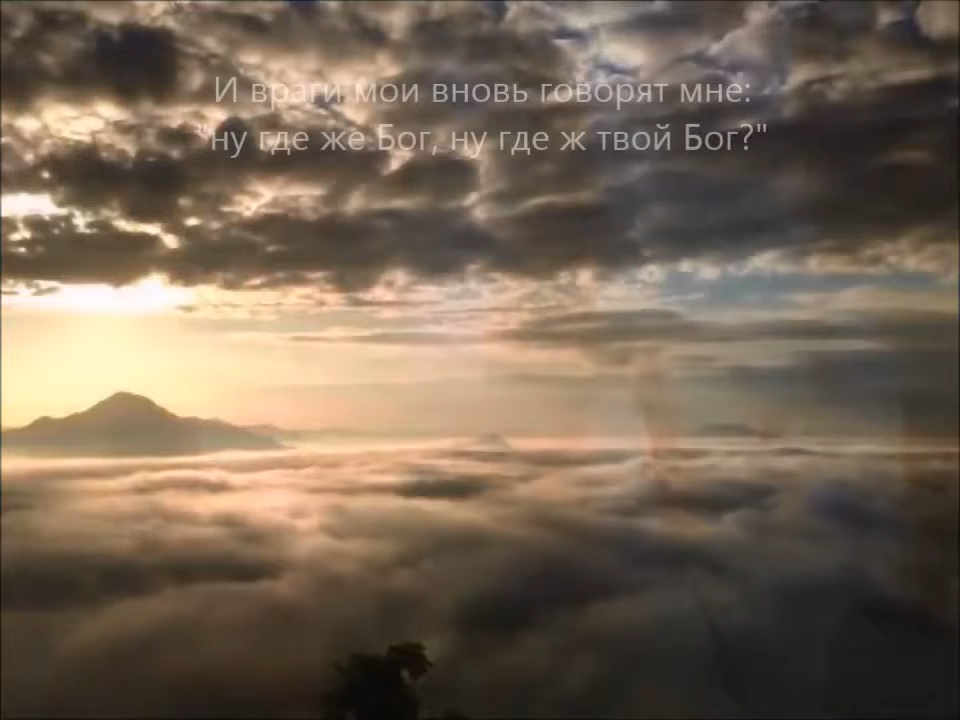 И враги мои вновь говорят мне:
"ну где же Бог, ну где ж твой Бог?"